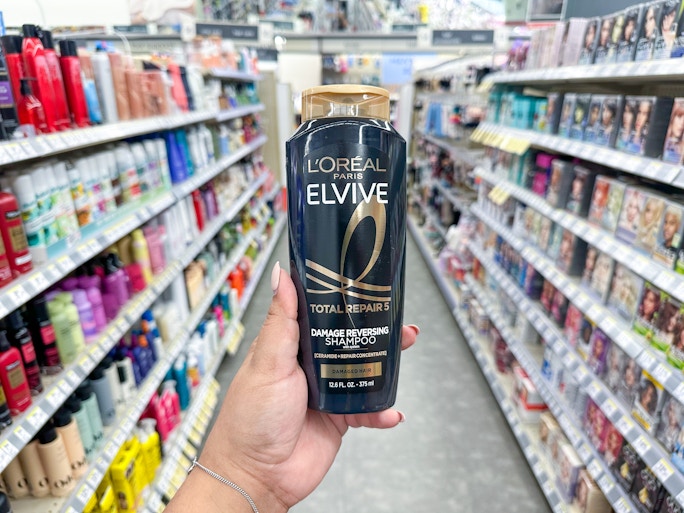 L'ORÉAL
PARIS
ELVIVE
TOTAL REPAIR 5
DAMAGE REVERSING
SHAMPOO
[CERAMIDE + REPAIR CONCENTRATE]
DAMAGED HAIR
12.6 FL. OZ. • 375 mL